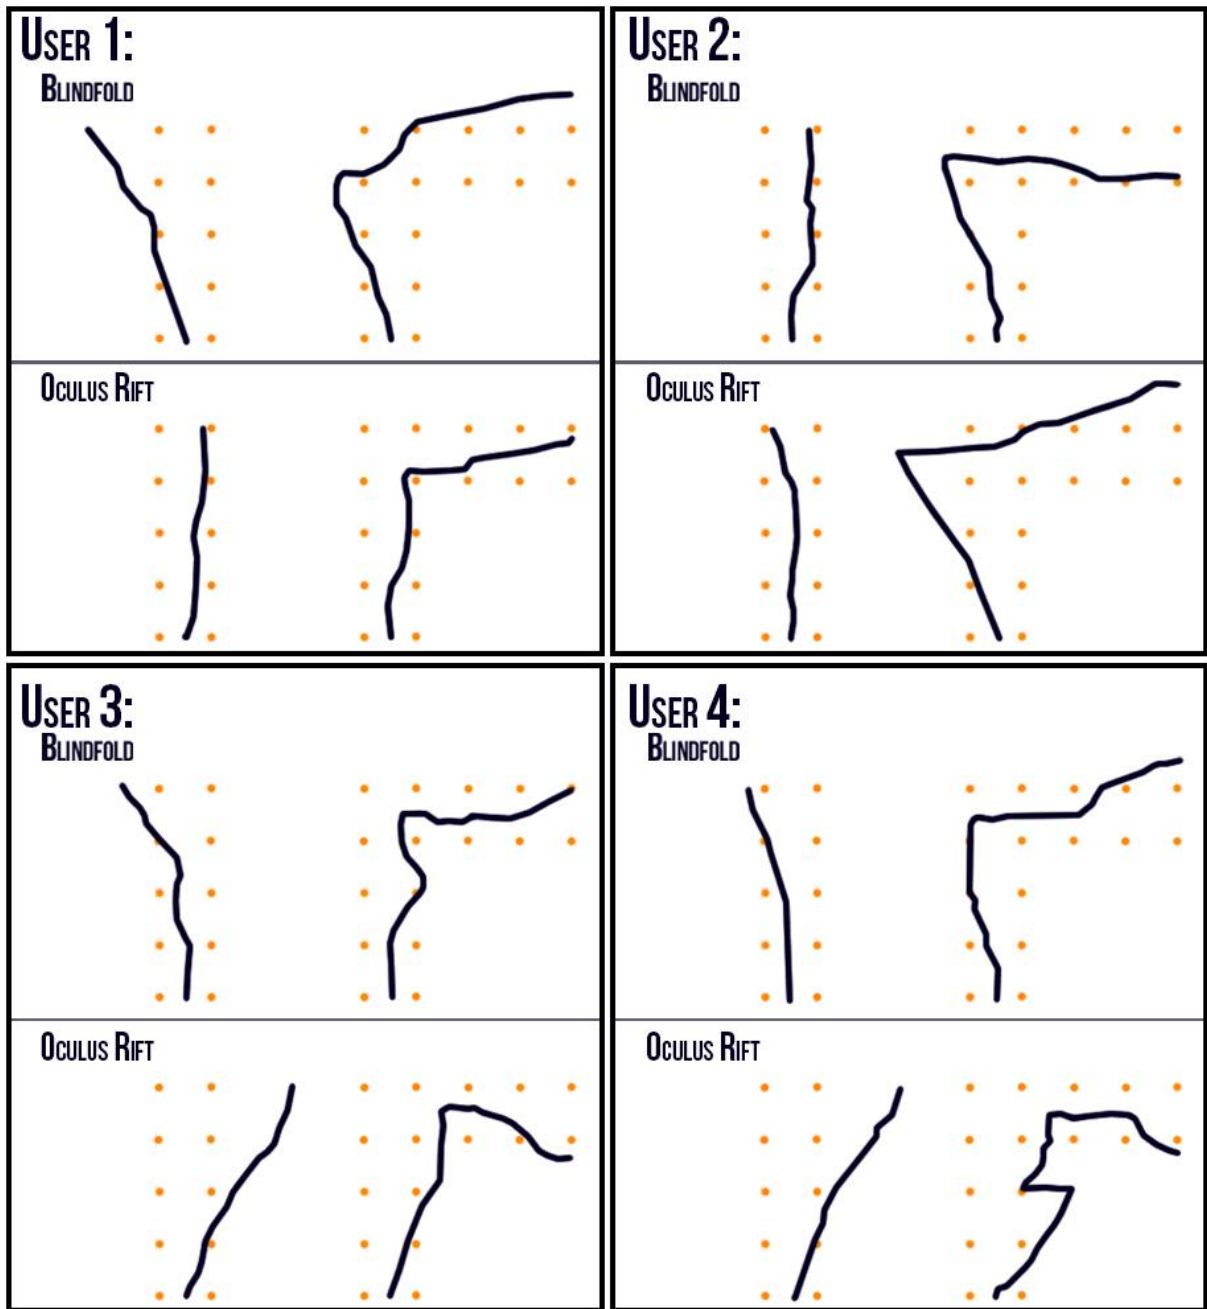 User 1:
Blindfold
Oculus Rift
User 2:
Blindfold
Oculus Rift
User 3:
Blindfold
Oculus Rift
User 4:
Blindfold
Oculus Rift